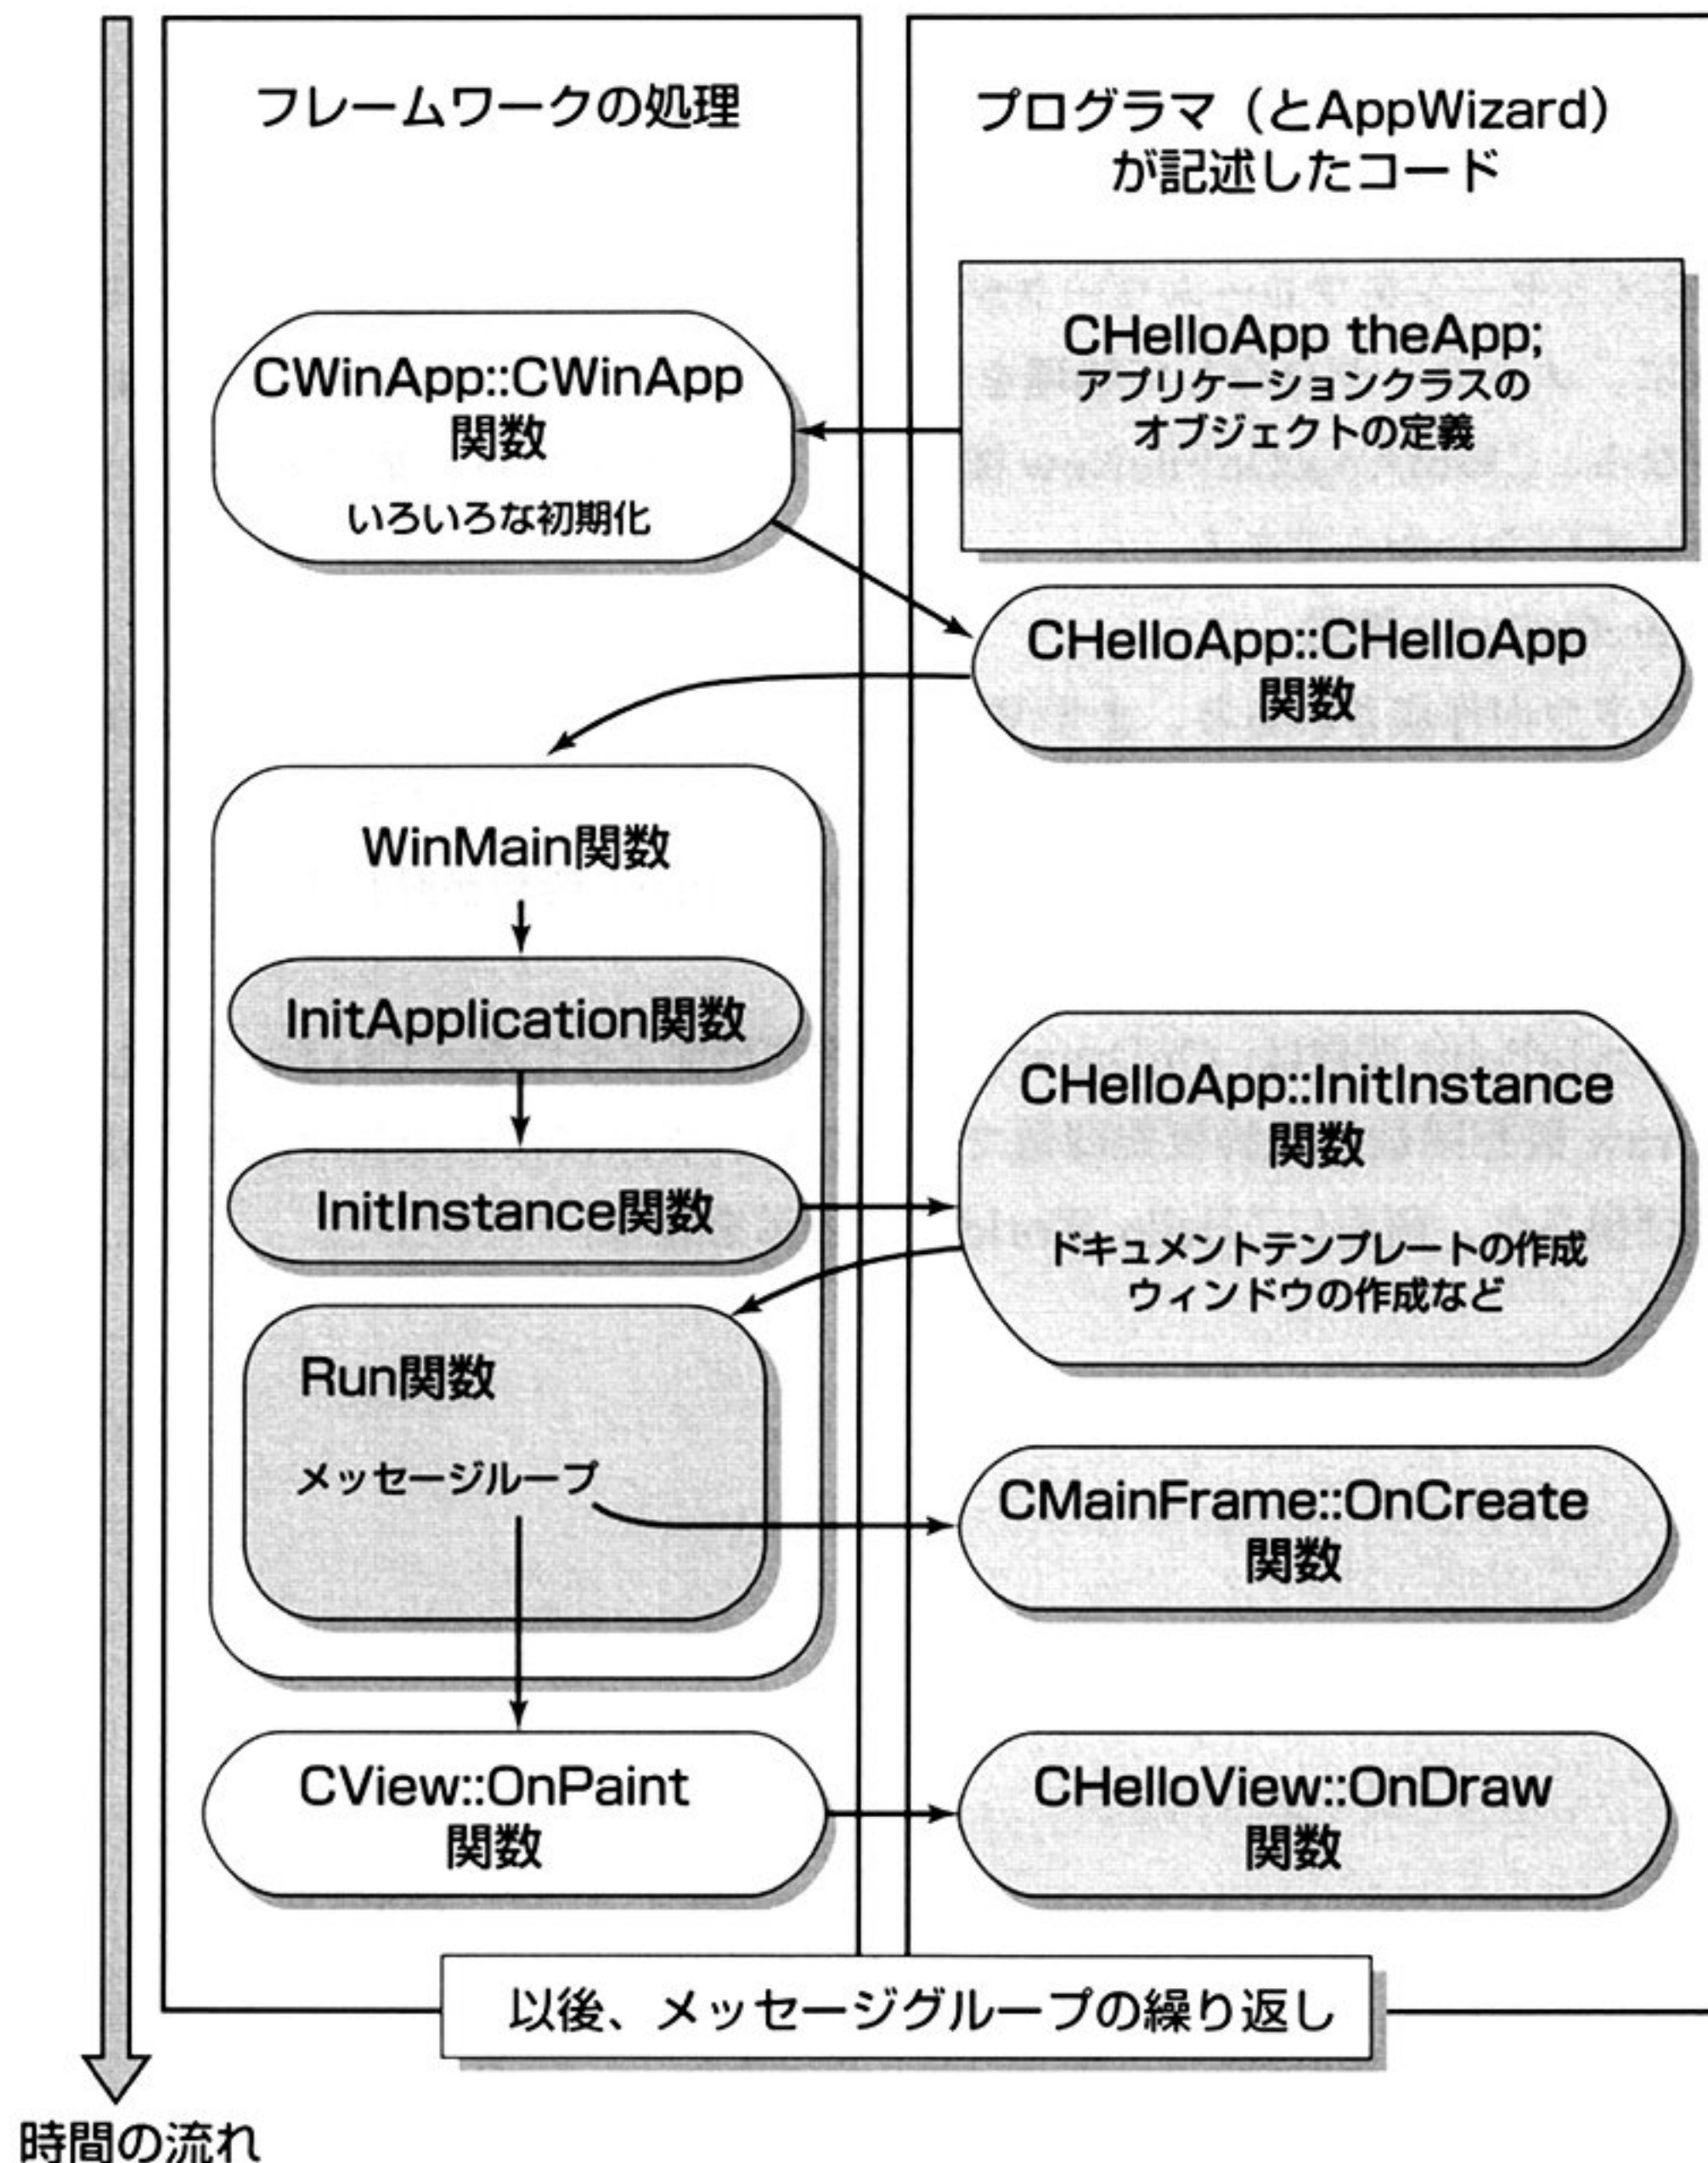 フレームワークの処理
プログラマ（とAppWizard）
が記述したコード
CHelloApp theApp;
アプリケーションクラスの
オブジェクトの定義
CWinApp::CWinApp
関数
いろいろな初期化
CHelloApp::CHelloApp
関数
WinMain関数
InitApplication関数
InitInstance関数
CHelloApp::InitInstance
関数
ドキュメントテンプレートの作成
ウィンドウの作成など
Run関数
メッセージループ
CMainFrame::OnCreate
関数
CView::OnPaint
関数
CHelloView::OnDraw
関数
以後、メッセージグループの繰り返し
時間の流れ